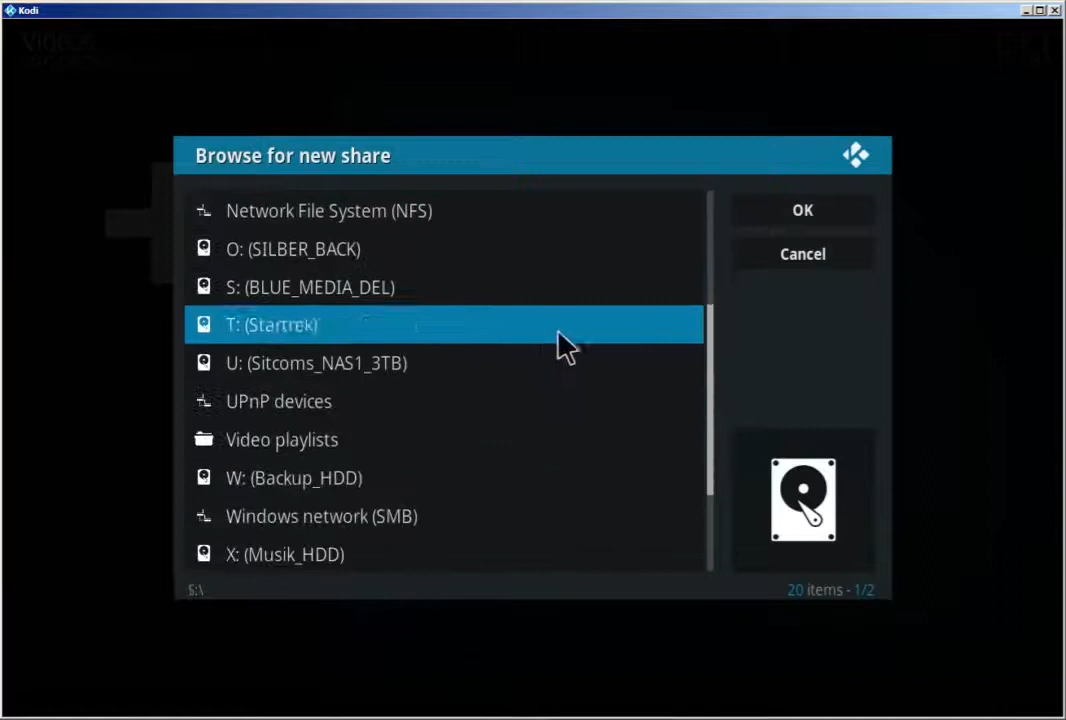 Kodi
Videos
Browse for new share
Network File System (NFS)
OK
O: (SILBER_BACK)
Cancel
S: (BLUE_MEDIA_DEL)
T: (Startrek)
U: (Sitcoms_NAS1_3TB)
UPnP devices
Video playlists
W: (Backup_HDD)
Windows network (SMB)
X: (Musik_HDD)
S:\
20 items - 1/2